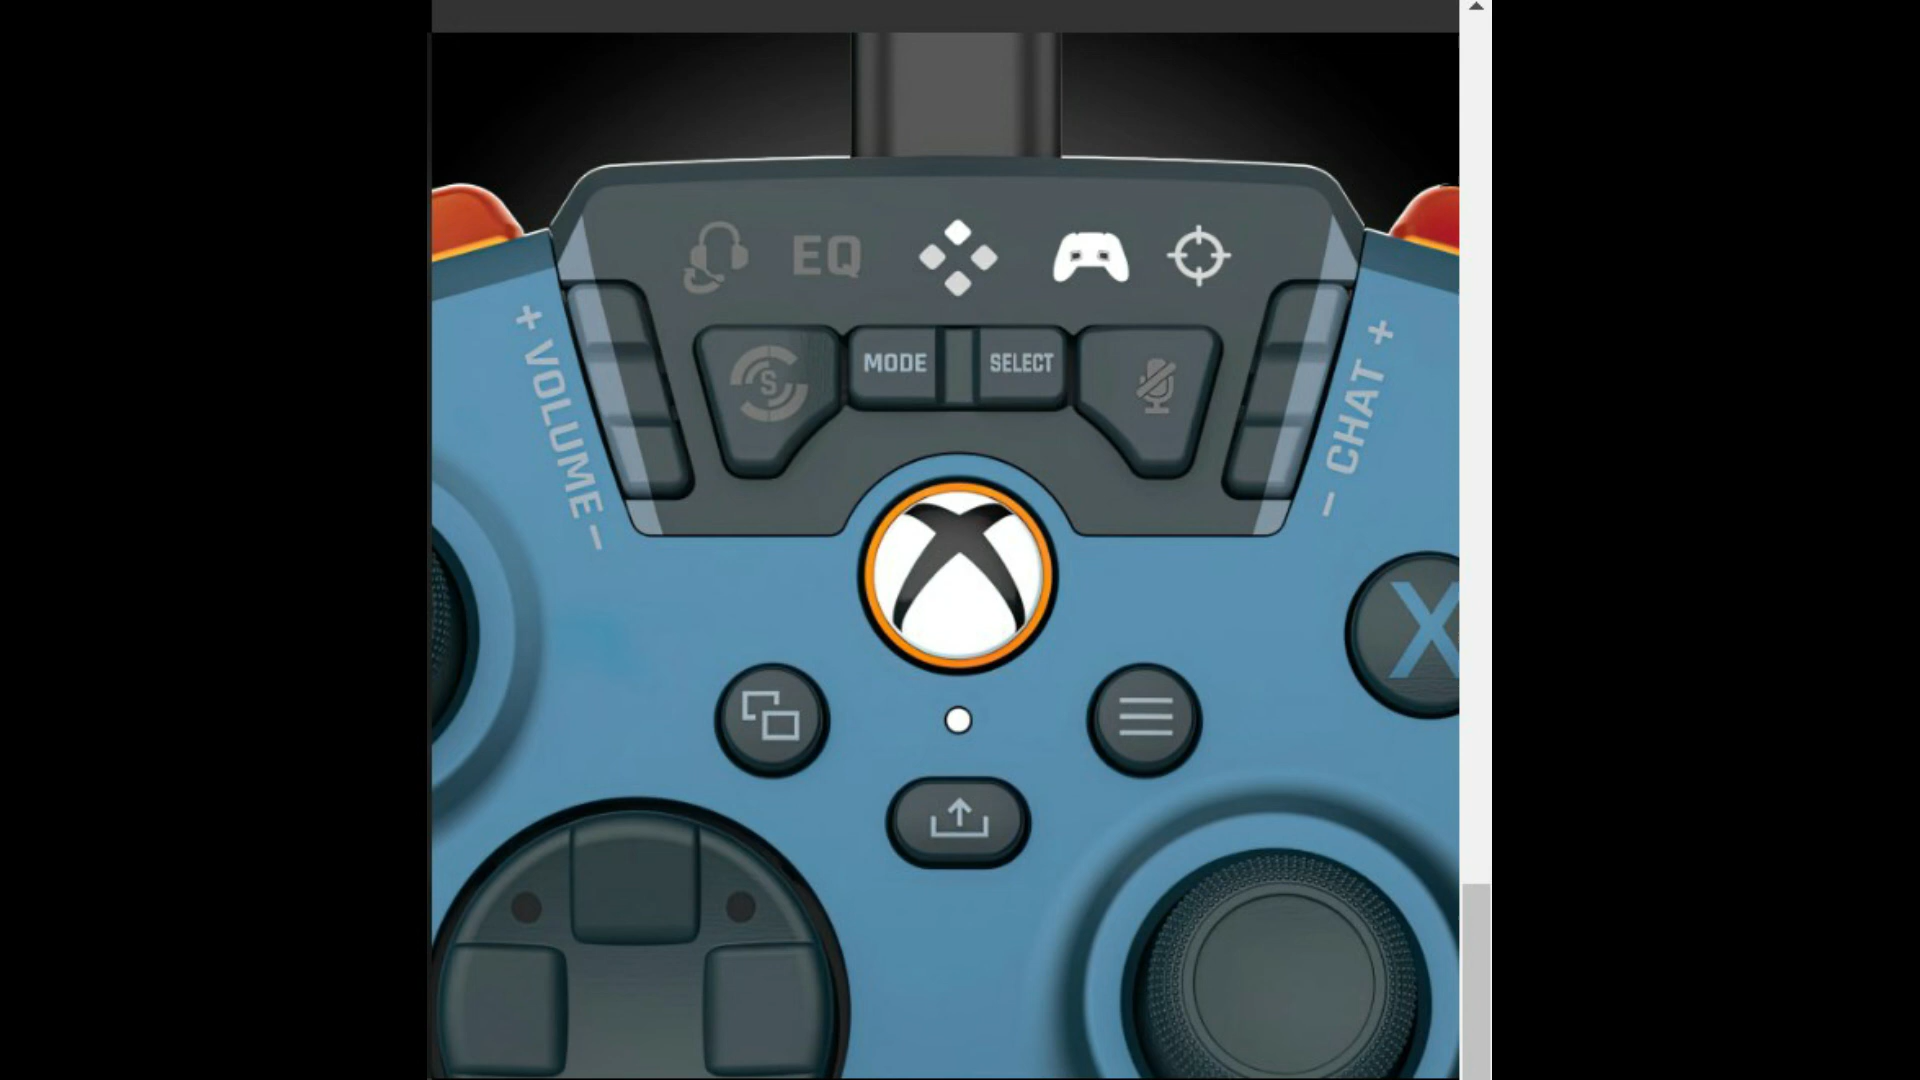 EQ
+ VOLUME -
S
MODE
SELECT
- CHAT +
X